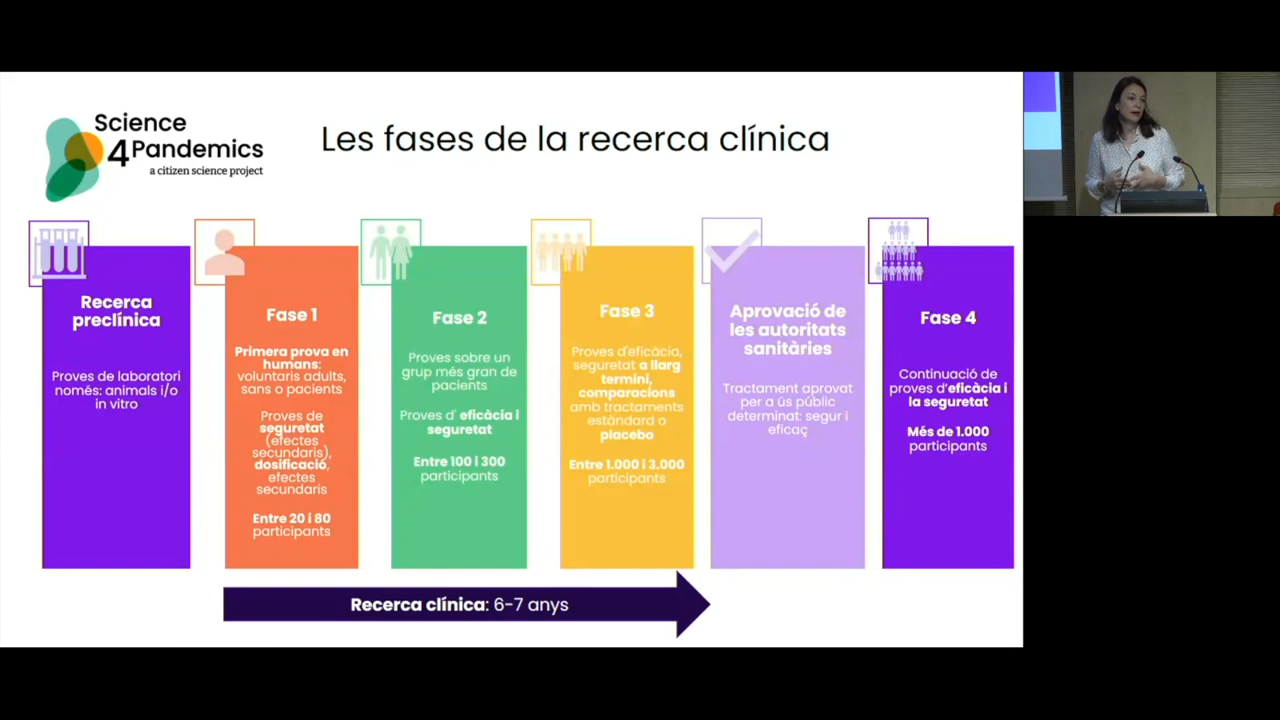 Science
4Pandemics
a citizen science project
Les fases de la recerca clínica
Recerca
preclínica
Proves de laboratori
només: animals i/o
in vitro
Fase 1
Primera prova en
humans:
voluntaris adults,
sans o pacients
Proves de
seguretat
(efectes
secundaris),
dosificació,
efectes
secundaris
Entre 20 i 80
participants
Fase 2
Proves sobre un
grup més gran de
pacients
Proves d' eficàcia i
seguretat
Entre 100 i 300
participants
Fase 3
Proves d'eficàcia,
seguretat a llarg
termini,
comparacions
amb tractaments
estàndard o
placebo
Entre 1.000 i 3.000
participants
Aprovació de
les autoritats
sanitàries
Tractament aprovat
per a ús públic
determinat: segur i
eficaç
Fase 4
Continuació de
proves d'eficàcia i
la seguretat
Més de 1.000
participants
Recerca clínica: 6-7 anys